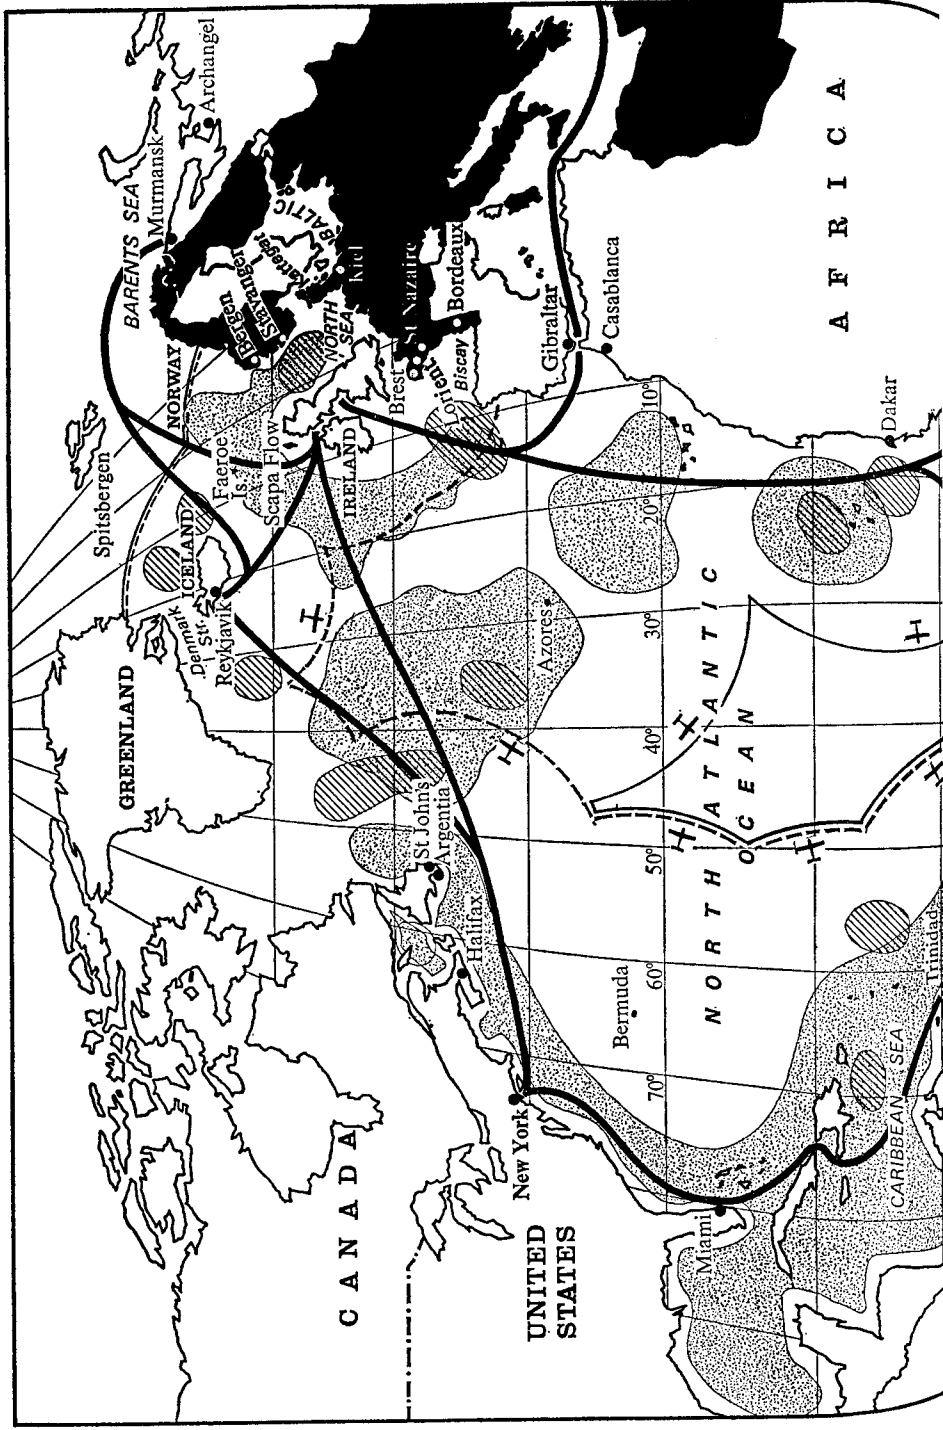 BARENTS SEA
Murmansk
Archangel
Spitsbergen
NORWAY
Bergen
Stavanger
Kattegat
BALTIC
Kiel
NORTH
SEA
Faeroe
Is
Scapa Flow
IRELAND
Brest
Lorient
St Nazaire
Biscay
Bordeaux
Gibraltar
Casablanca
AFRICA
Dakar
GREENLAND
Denmark
Str.
ICELAND
Reykjavik
Azores
10°
20°
30°
40°
50°
60°
70°
NORTH ATLANTIC
OCEAN
St John's
Argentia
Halifax
Bermuda
CANADA
New York
UNITED
STATES
Miami
CARIBBEAN SEA
Trinidad